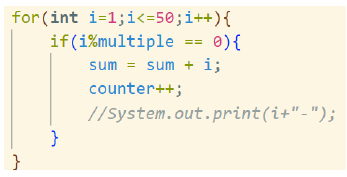 for(int i=1;i<=50;i++){
if(i%multiple == 0){
sum = sum + i;
counter++;
//System.out.print(i+"-");
}
}